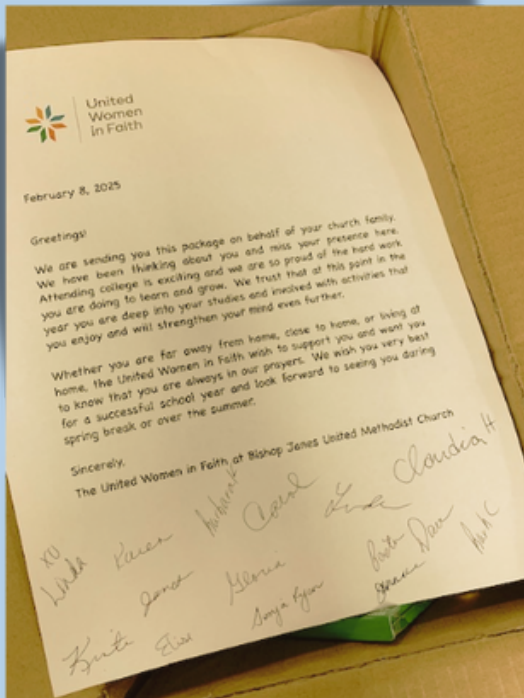 United
Women
in Faith
February 8, 2025
Greetings!
We are sending you this package on behalf of your church family.
We have been thinking about you and miss your presence here.
Attending college is exciting and we are so proud of the hard work
you are doing to learn and grow. We trust that at this point in the
year you are deep into your studies and involved with activities that
you enjoy and will strengthen your mind even further.
Whether you are far away from home, close to home, or living at
home, the United Women in Faith wish to support you and want you
to know that you are always in our prayers. We wish you very best
for a successful school year and look forward to seeing you daring
spring break or over the summer.
Sincerely,
The United Women in Faith at Bishop Janes United Methodist Church
XO
Linda Karen Carol Claudia H
Janet Gloria
Elise Sonja Ryan